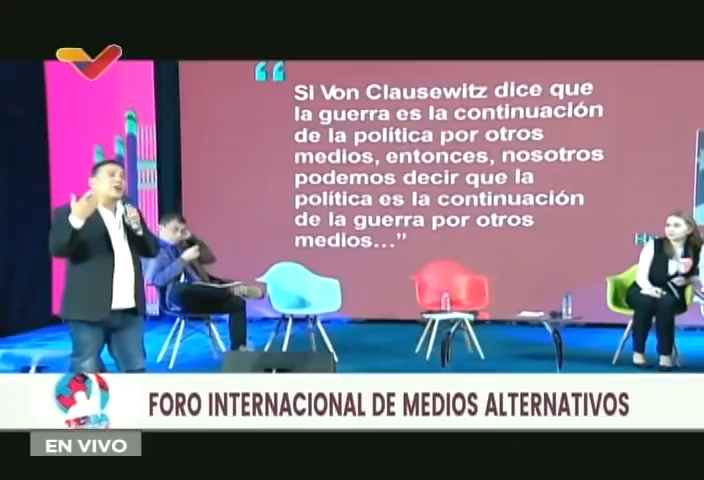 Si Von Clausewitz dice que
la guerra es la continuación
de la política por otros
medios, entonces, nosotros
podemos decir que la
política es la continuación
de la guerra por otros
medios..."
FORO INTERNACIONAL DE MEDIOS ALTERNATIVOS
EN VIVO